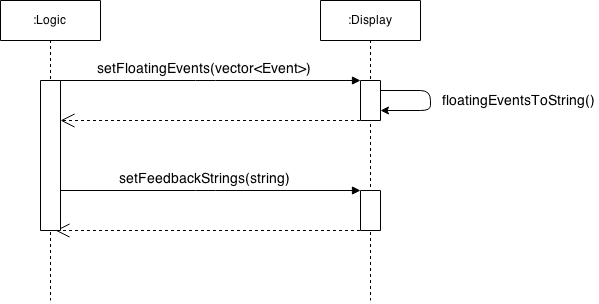 :Logic
:Display
setFloatingEvents(vector<Event>)
floatingEventsToString()
setFeedbackStrings(string)